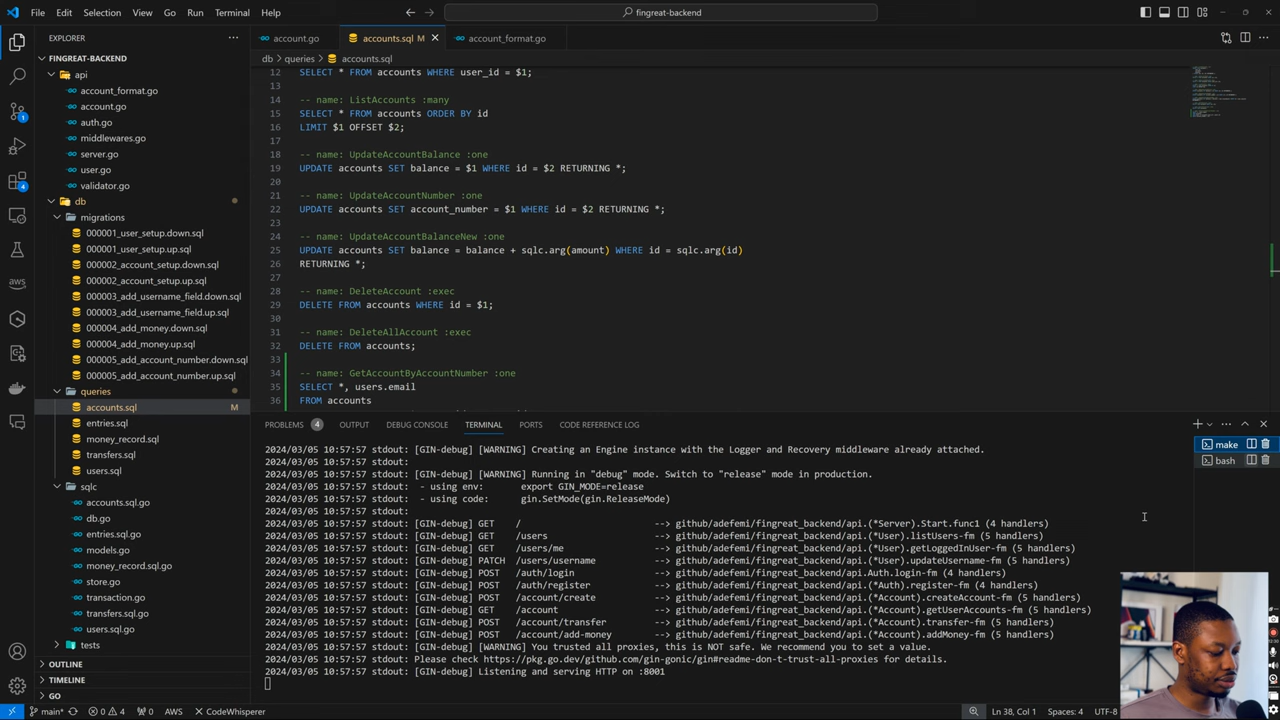 File Edit Selection View Go Run Terminal Help
fingreat-backend
EXPLORER
account.go
accounts.sql M
account_format.go
FINGREAT-BACKEND
db
queries
accounts.sql
api
account_format.go
account.go
auth.go
middlewares.go
server.go
user.go
validator.go
db
migrations
000001_user_setup.down.sql
000001_user_setup.up.sql
000002_account_setup.down.sql
000002_account_setup.up.sql
000003_add_username_field.down.sql
000003_add_username_field.up.sql
000004_add_money.down.sql
000004_add_money.up.sql
000005_add_account_number.down.sql
000005_add_account_number.up.sql
queries
accounts.sql M
entries.sql
money_record.sql
transfers.sql
users.sql
sqlc
accounts.sql.go
db.go
entries.sql.go
models.go
money_record.sql.go
store.go
transaction.go
transfers.sql.go
users.sql.go
tests
OUTLINE
TIMELINE
GO
12 SELECT * FROM accounts WHERE user_id = $1;
13
14 -- name: ListAccounts :many
15 SELECT * FROM accounts ORDER BY id
16 LIMIT $1 OFFSET $2;
17
18 -- name: UpdateAccountBalance :one
19 UPDATE accounts SET balance = $1 WHERE id = $2 RETURNING *;
20
21 -- name: UpdateAccountNumber :one
22 UPDATE accounts SET account_number = $1 WHERE id = $2 RETURNING *;
23
24 -- name: UpdateAccountBalanceNew :one
25 UPDATE accounts SET balance = balance + sqlc.arg(amount) WHERE id = sqlc.arg(id)
26 RETURNING *;
27
28 -- name: DeleteAccount :exec
29 DELETE FROM accounts WHERE id = $1;
30
31 -- name: DeleteAllAccount :exec
32 DELETE FROM accounts;
33
34 -- name: GetAccountByAccountNumber :one
35 SELECT *, users.email
36 FROM accounts
PROBLEMS 4 OUTPUT DEBUG CONSOLE TERMINAL PORTS CODE REFERENCE LOG
make
bash
2024/03/05 10:57:57 stdout: [GIN-debug] [WARNING] Creating an Engine instance with the Logger and Recovery middleware already attached.
2024/03/05 10:57:57 stdout:
2024/03/05 10:57:57 stdout: [GIN-debug] [WARNING] Running in "debug" mode. Switch to "release" mode in production.
2024/03/05 10:57:57 stdout: - using env: export GIN_MODE=release
2024/03/05 10:57:57 stdout: - using code: gin.SetMode(gin.ReleaseMode)
2024/03/05 10:57:57 stdout:
2024/03/05 10:57:57 stdout: [GIN-debug] GET / --> github/adefemi/fingreat_backend/api.(*Server).Start.func1 (4 handlers)
2024/03/05 10:57:57 stdout: [GIN-debug] GET /users --> github/adefemi/fingreat_backend/api.(*User).listUsers-fm (5 handlers)
2024/03/05 10:57:57 stdout: [GIN-debug] GET /users/me --> github/adefemi/fingreat_backend/api.(*User).getLoggedInUser-fm (5 handlers)
2024/03/05 10:57:57 stdout: [GIN-debug] PATCH /users/username --> github/adefemi/fingreat_backend/api.(*User).updateUsername-fm (5 handlers)
2024/03/05 10:57:57 stdout: [GIN-debug] POST /auth/login --> github/adefemi/fingreat_backend/api.Auth.login-fm (4 handlers)
2024/03/05 10:57:57 stdout: [GIN-debug] POST /auth/register --> github/adefemi/fingreat_backend/api.(*Auth).register-fm (4 handlers)
2024/03/05 10:57:57 stdout: [GIN-debug] POST /account/create --> github/adefemi/fingreat_backend/api.(*Account).createAccount-fm (5 handlers)
2024/03/05 10:57:57 stdout: [GIN-debug] GET /account --> github/adefemi/fingreat_backend/api.(*Account).getUserAccounts-fm (5 handlers)
2024/03/05 10:57:57 stdout: [GIN-debug] POST /account/transfer --> github/adefemi/fingreat_backend/api.(*Account).transfer-fm (5 handlers)
2024/03/05 10:57:57 stdout: [GIN-debug] POST /account/add-money --> github/adefemi/fingreat_backend/api.(*Account).addMoney-fm (5 handlers)
2024/03/05 10:57:57 stdout: [GIN-debug] [WARNING] You trusted all proxies, this is NOT safe. We recommend you to set a value.
2024/03/05 10:57:57 stdout: Please check https://pkg.go.dev/github.com/gin-gonic/gin#readme-don-t-trust-all-proxies for details.
2024/03/05 10:57:57 stdout: [GIN-debug] Listening and serving HTTP on :8001
main* 0 4 0 AWS CodeWhisperer Ln 38, Col 1 Spaces: 4 UTF-8